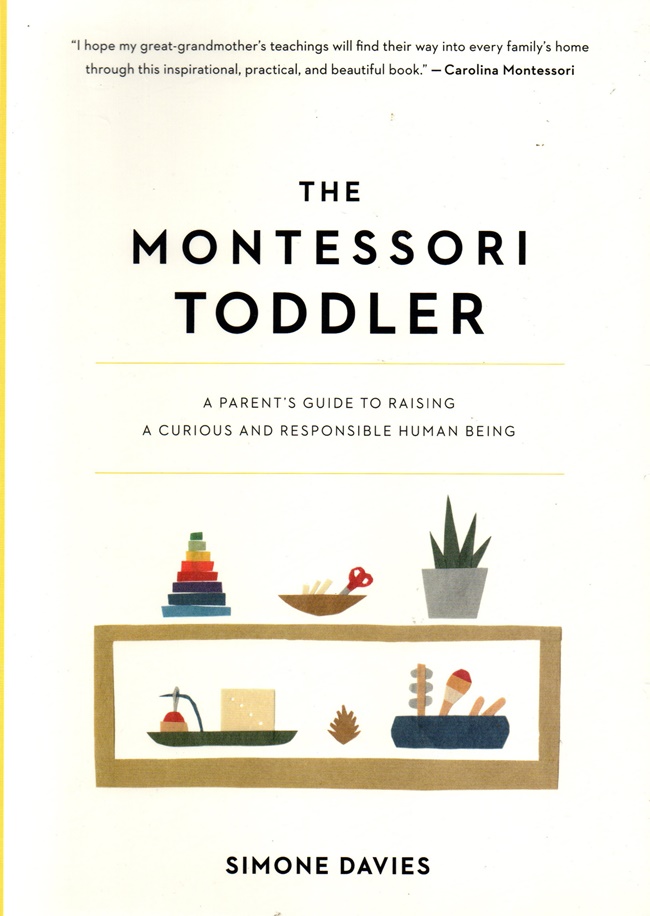 “I hope my great-grandmother’s teachings will find their way into every family’s home
through this inspirational, practical, and beautiful book.” — Carolina Montessori
THE
MONTESSORI
TODDLER
A PARENT’S GUIDE TO RAISING
A CURIOUS AND RESPONSIBLE HUMAN BEING
SIMONE DAVIES